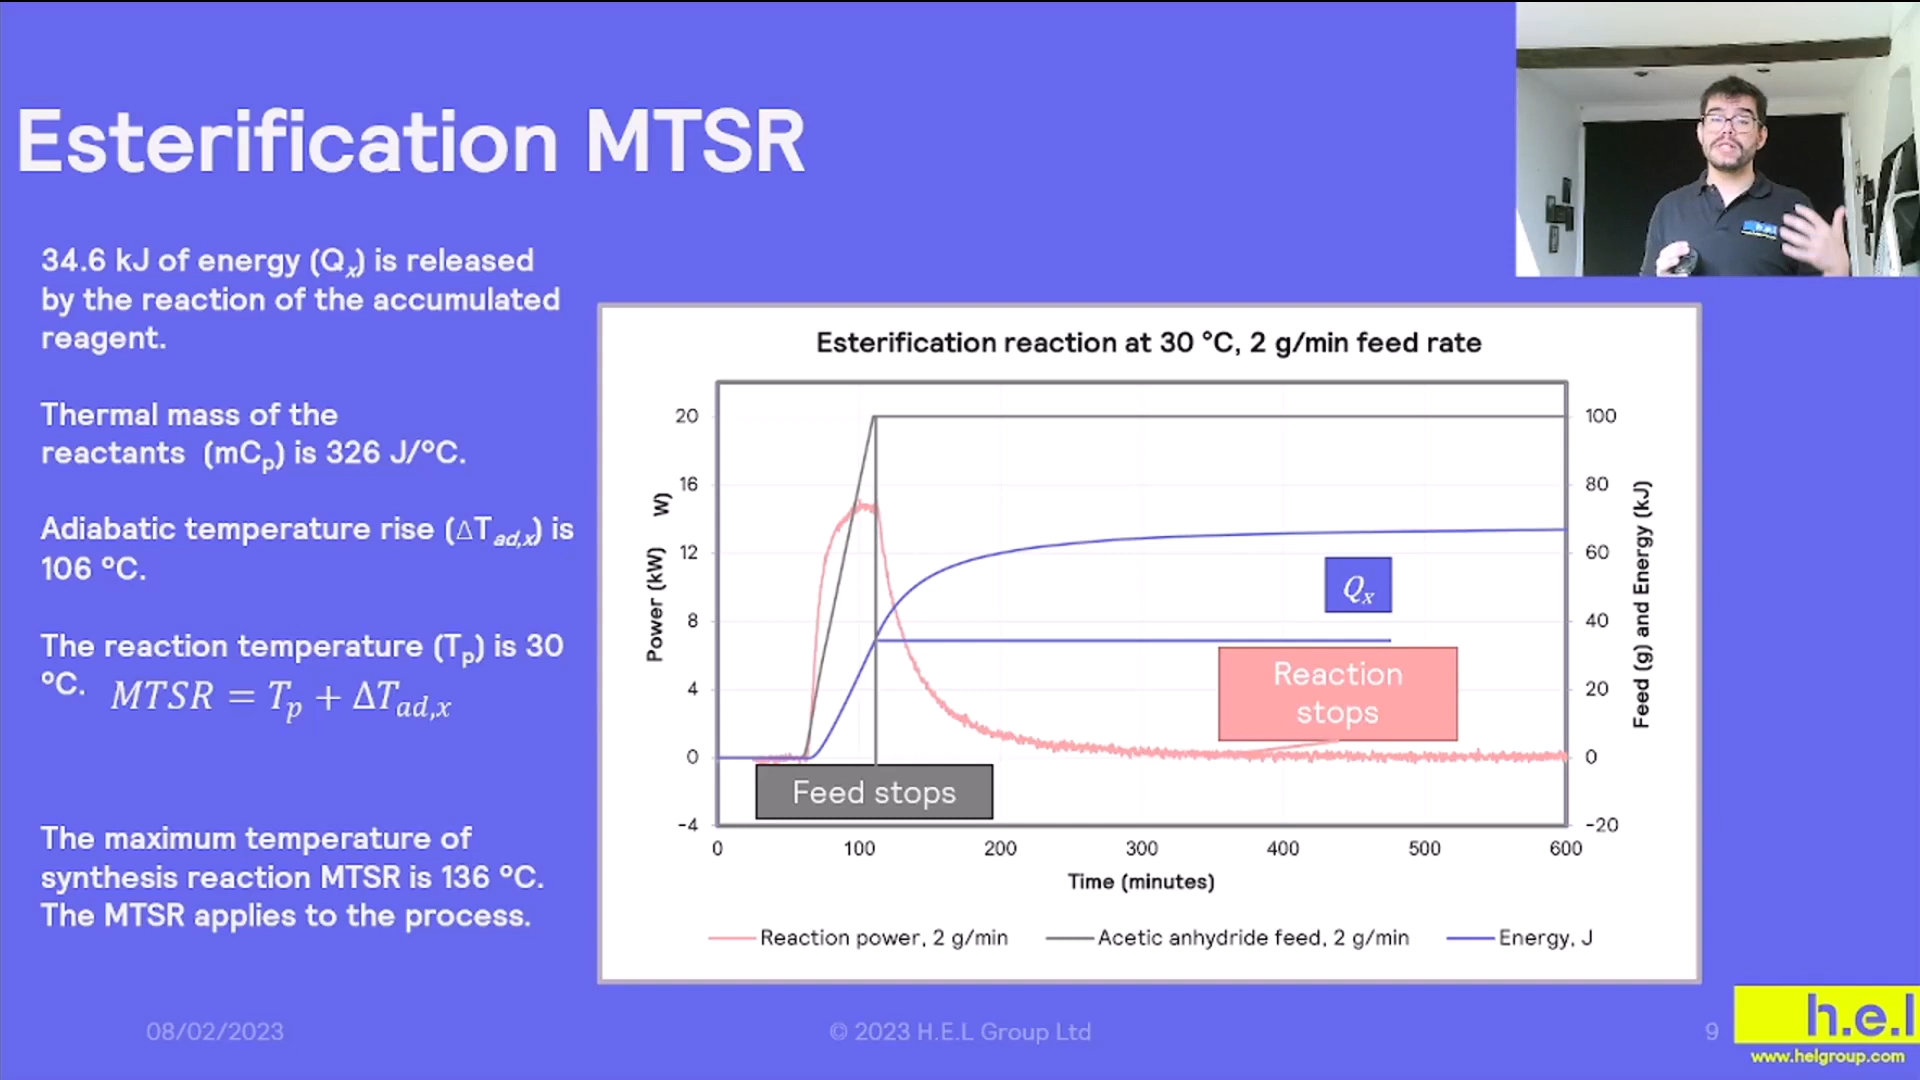 Esterification MTSR
34.6 kJ of energy (Qx) is released
by the reaction of the accumulated
reagent.
Thermal mass of the
reactants (mCp) is 326 J/°C.
Adiabatic temperature rise (ΔTad,x) is
106 °C.
The reaction temperature (Tp) is 30
°C. MTSR = Tp + ΔTad,x
The maximum temperature of
synthesis reaction MTSR is 136 °C.
The MTSR applies to the process.
Esterification reaction at 30 °C, 2 g/min feed rate
20
16
12
8
4
0
-4
Power (kW) W)
100
80
60
40
20
0
-20
Feed (g) and Energy (kJ)
Qx
Reaction
stops
Feed stops
0 100 200 300 400 500 600
Time (minutes)
Reaction power, 2 g/min Acetic anhydride feed, 2 g/min Energy, J
08/02/2023 © 2023 H.E.L Group Ltd 9
h.e.l
www.helgroup.com